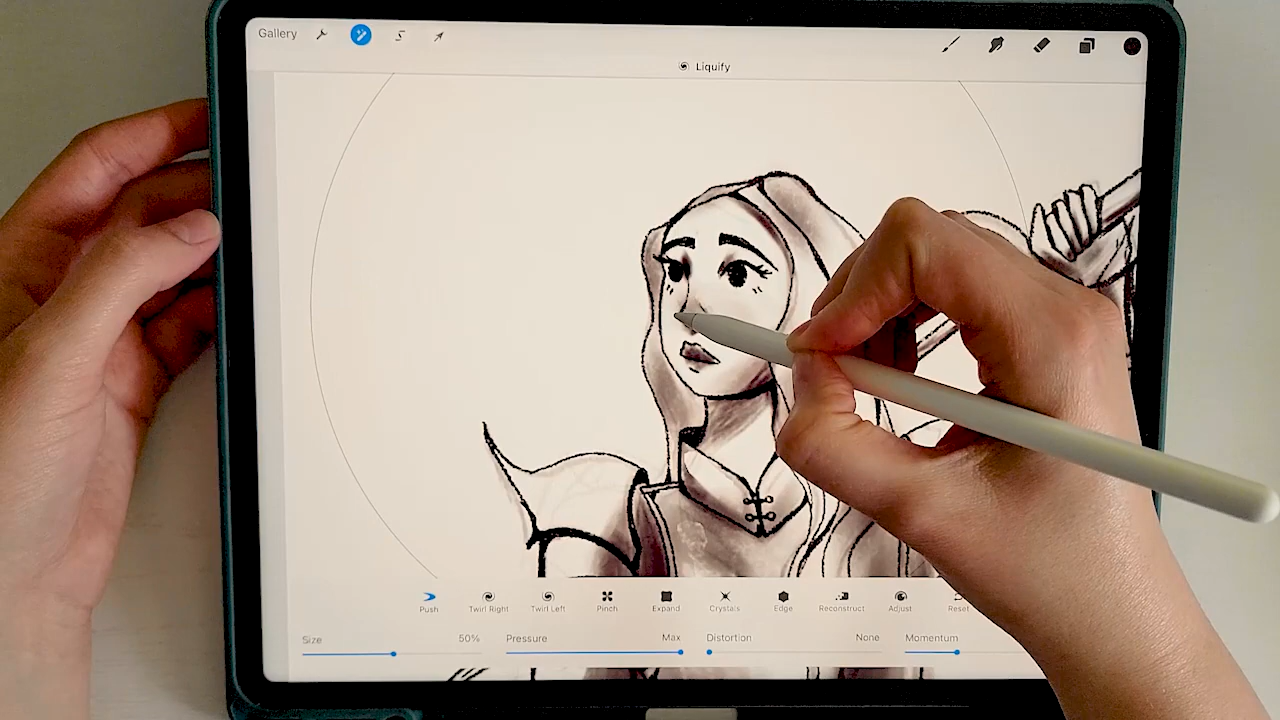 Gallery
Liquify
Push Twirl Right Twirl Left Pinch Expand Crystals Edge Reconstruct Adjust Reset
Size 50% Pressure Max Distortion None Momentum